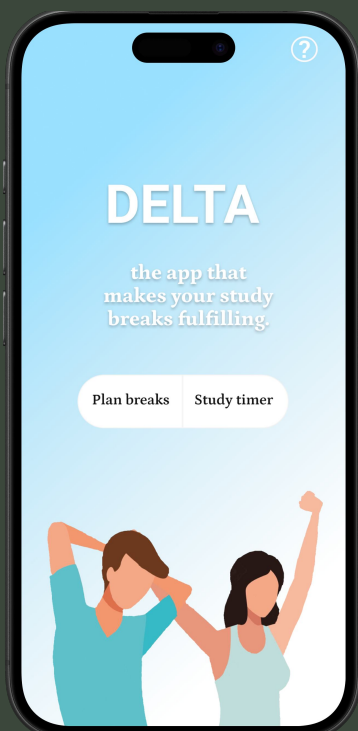 ?
DELTA
the app that
makes your study
breaks fulfilling.
Plan breaks Study timer